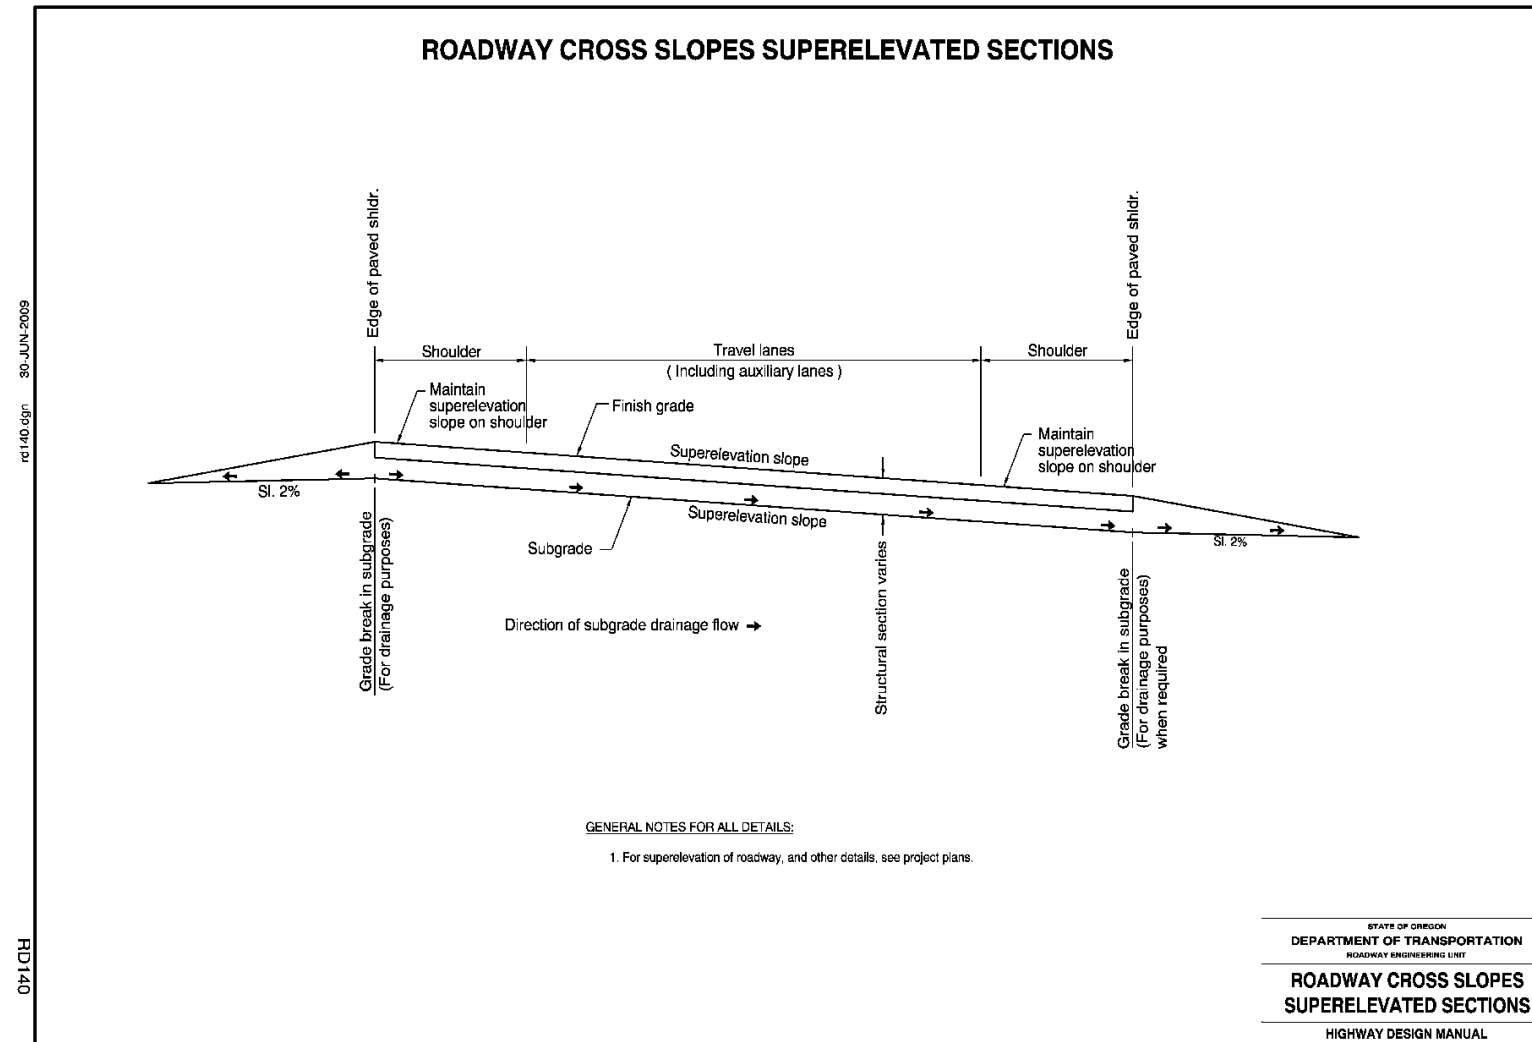 ROADWAY CROSS SLOPES SUPERELEVATED SECTIONS
Edge of paved shldr.
Edge of paved shldr.
Shoulder
Travel lanes
( Including auxiliary lanes )
Shoulder
Maintain
superelevation
slope on shoulder
Finish grade
Superelevation slope
Maintain
superelevation
slope on shoulder
Sl. 2%
Superelevation slope
Subgrade
Sl. 2%
Grade break in subgrade
(For drainage purposes)
Direction of subgrade drainage flow
Structural section varies
Grade break in subgrade
(For drainage purposes)
when required
GENERAL NOTES FOR ALL DETAILS:
1. For superelevation of roadway, and other details, see project plans.
rd140.dgn 30-JUN-2009
RD140
STATE OF OREGON
DEPARTMENT OF TRANSPORTATION
ROADWAY ENGINEERING UNIT
ROADWAY CROSS SLOPES
SUPERELEVATED SECTIONS
HIGHWAY DESIGN MANUAL